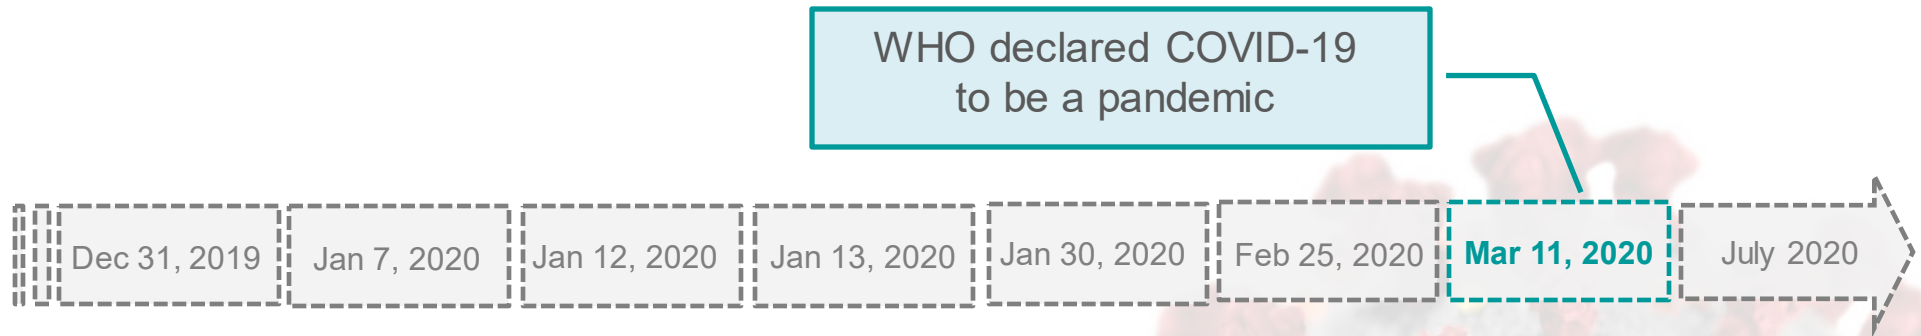 WHO declared COVID-19
to be a pandemic
Dec 31, 2019
Jan 7, 2020
Jan 12, 2020
Jan 13, 2020
Jan 30, 2020
Feb 25, 2020
Mar 11, 2020
July 2020